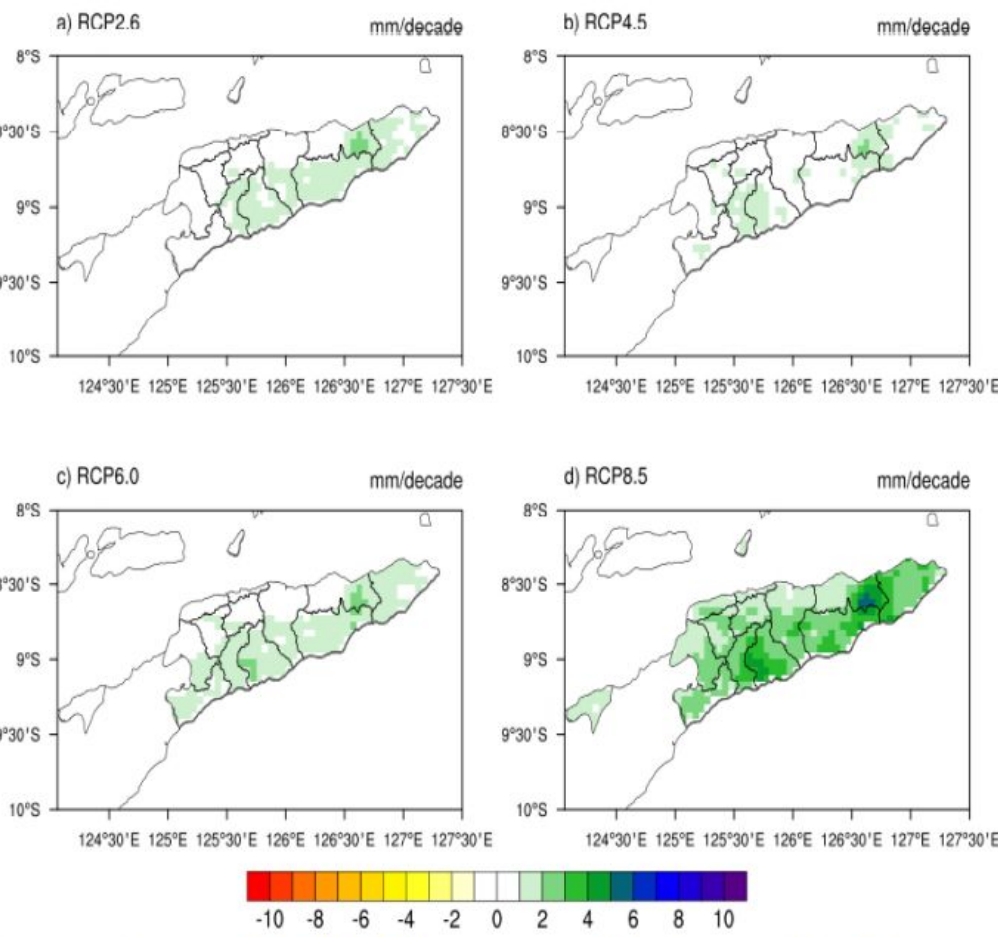 a) RCP2.6 mm/decade b) RCP4.5 mm/decade
8°S 8°S
8°30'S 8°30'S
9°S 9°S
9°30'S 9°30'S
10°S 10°S
124°30'E 125°E 125°30'E 126°E 126°30'E 127°E 127°30'E 124°30'E 125°E 125°30'E 126°E 126°30'E 127°E 127°30'E
c) RCP6.0 mm/decade d) RCP8.5 mm/decade
8°S 8°S
8°30'S 8°30'S
9°S 9°S
9°30'S 9°30'S
10°S 10°S
124°30'E 125°E 125°30'E 126°E 126°30'E 127°E 127°30'E 124°30'E 125°E 125°30'E 126°E 126°30'E 127°E 127°30'E
-10 -8 -6 -4 -2 0 2 4 6 8 10